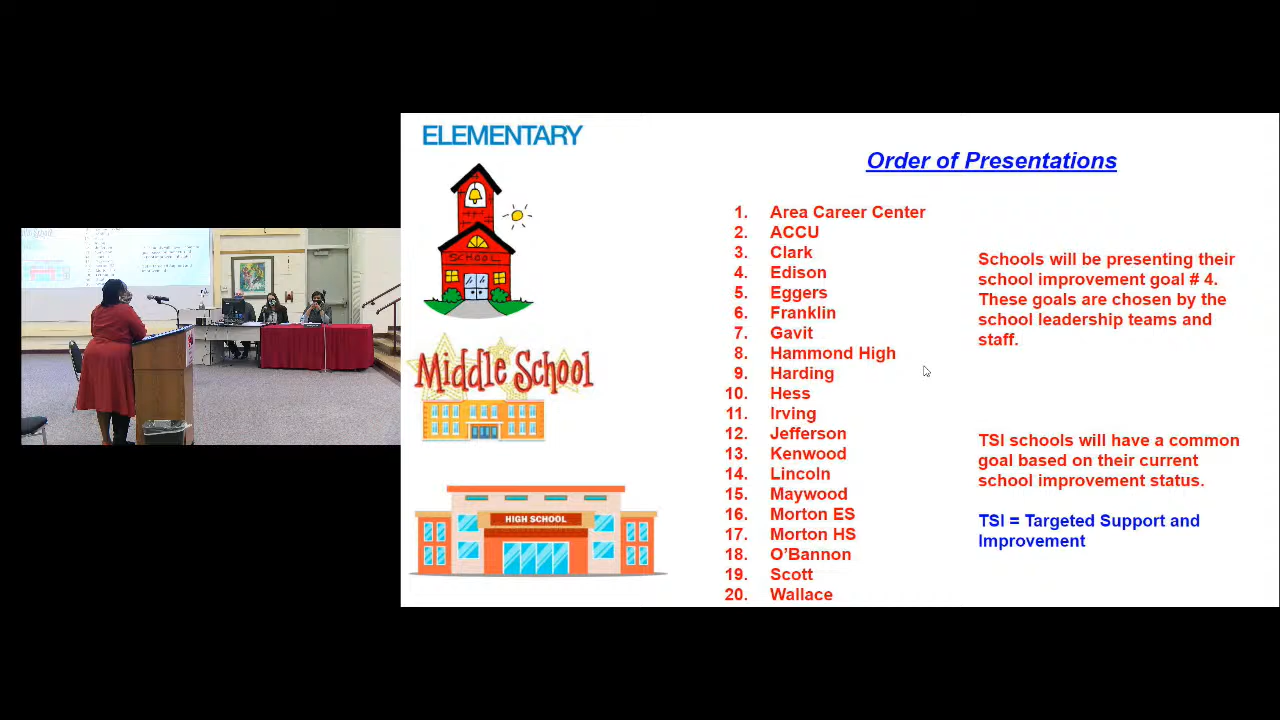 ELEMENTARY
SCHOOL
Middle School
HIGH SCHOOL
Order of Presentations
1. Area Career Center
2. ACCU
3. Clark
4. Edison
5. Eggers
6. Franklin
7. Gavit
8. Hammond High
9. Harding
10. Hess
11. Irving
12. Jefferson
13. Kenwood
14. Lincoln
15. Maywood
16. Morton ES
17. Morton HS
18. O'Bannon
19. Scott
20. Wallace
Schools will be presenting their
school improvement goal # 4.
These goals are chosen by the
school leadership teams and
staff.
TSI schools will have a common
goal based on their current
school improvement status.
TSI = Targeted Support and
Improvement